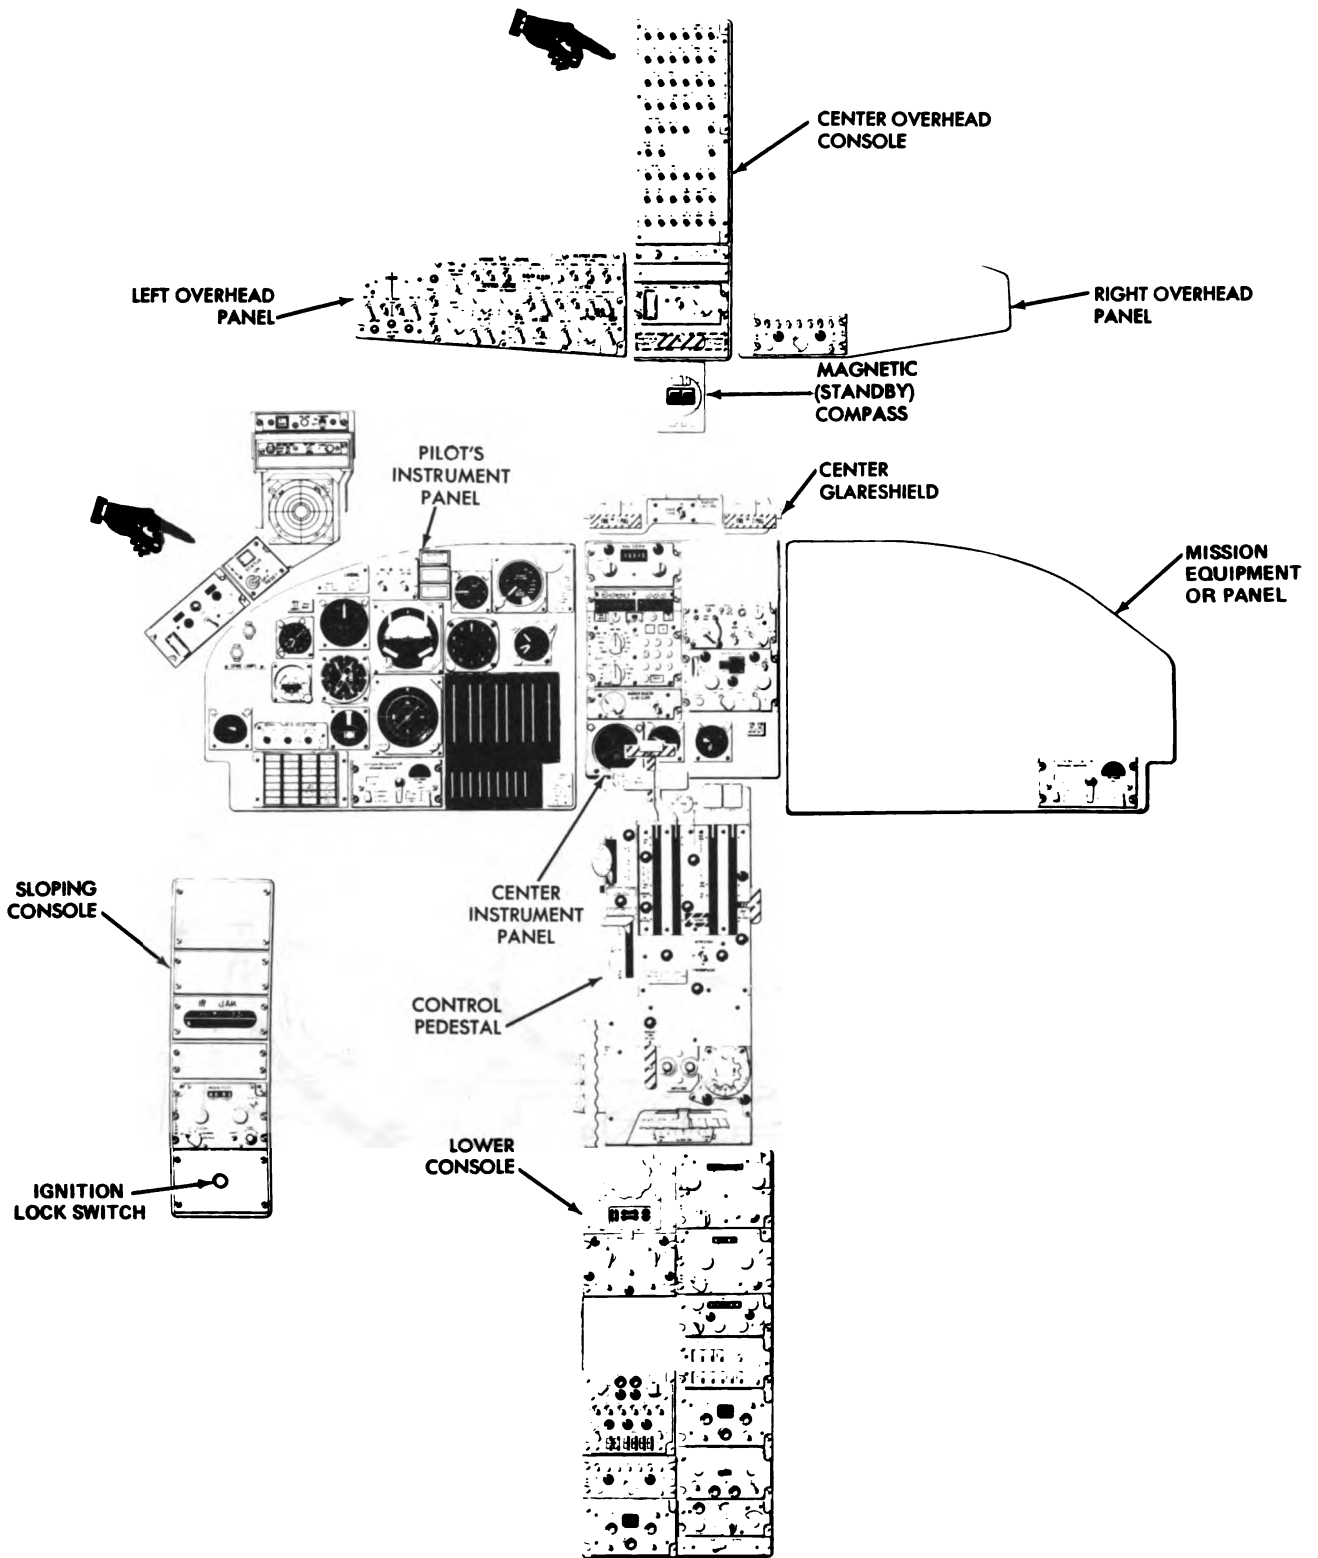 CENTER OVERHEAD
CONSOLE
LEFT OVERHEAD
PANEL
RIGHT OVERHEAD
PANEL
MAGNETIC
(STANDBY)
COMPASS
PILOT'S
INSTRUMENT
PANEL
CENTER
GLARESHIELD
MISSION
EQUIPMENT
OR PANEL
SLOPING
CONSOLE
CENTER
INSTRUMENT
PANEL
JAM
CONTROL
PEDESTAL
LOWER
CONSOLE
IGNITION
LOCK SWITCH